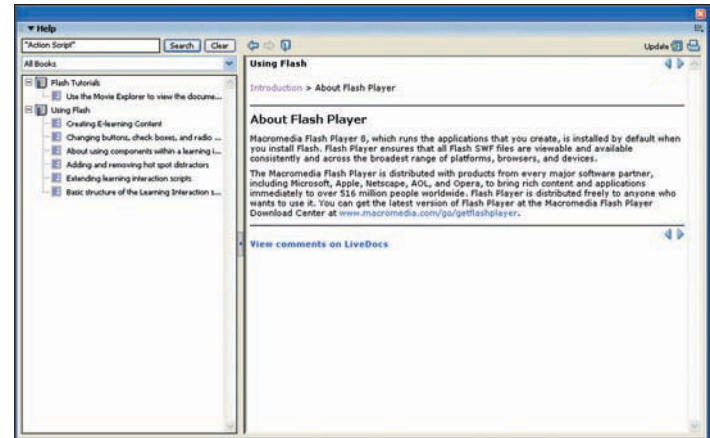 Help
"Action Script"
Search
Clear
Update
All Books
Flash Tutorials
Use the Movie Explorer to view the docume...
Using Flash
Creating E-learning Content
Changing buttons, check boxes, and radio ...
About using components within a learning i...
Adding and removing hot spot distractors
Extending learning interaction scripts
Basic structure of the Learning Interaction s...
Using Flash
Introduction > About Flash Player
About Flash Player
Macromedia Flash Player 8, which runs the applications that you create, is installed by default when
you install Flash. Flash Player ensures that all Flash SWF files are viewable and available
consistently and across the broadest range of platforms, browsers, and devices.
The Macromedia Flash Player is distributed with products from every major software partner,
including Microsoft, Apple, Netscape, AOL, and Opera, to bring rich content and applications
immediately to over 516 million people worldwide. Flash Player is distributed freely to anyone who
wants to use it. You can get the latest version of Flash Player at the Macromedia Flash Player
Download Center at www.macromedia.com/go/getflashplayer.
View comments on LiveDocs